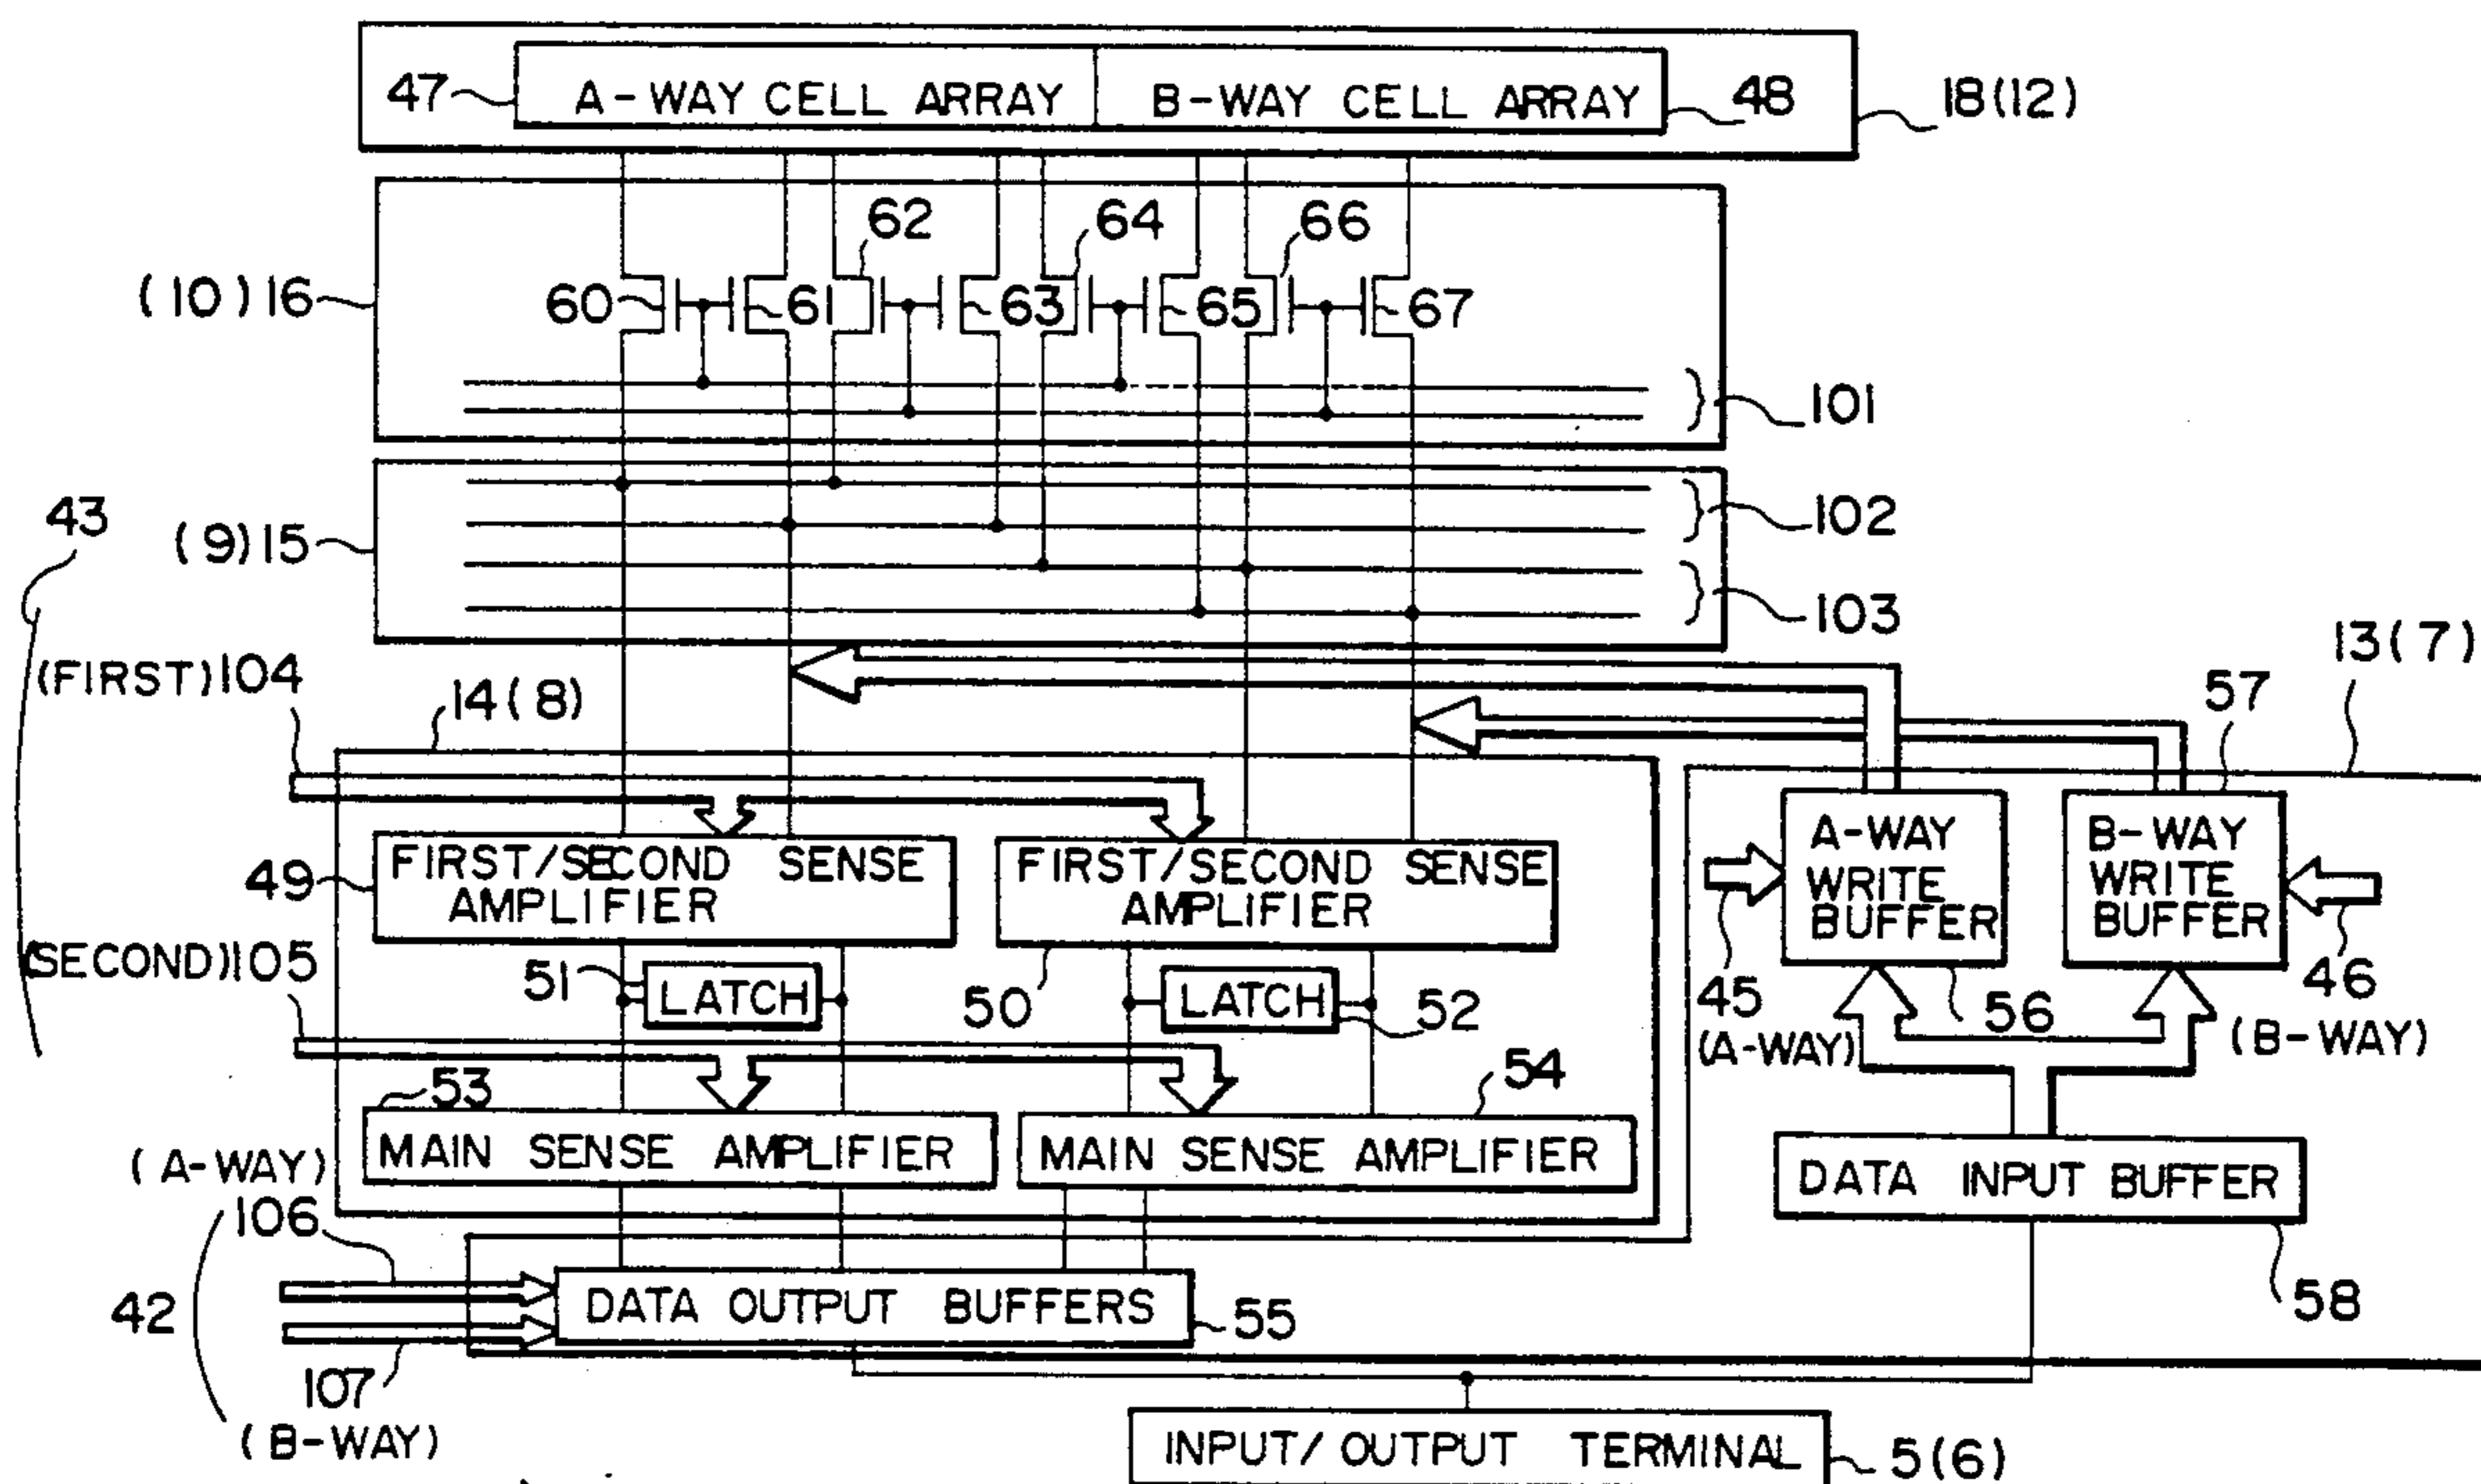 47
A-WAY CELL ARRAY
B-WAY CELL ARRAY
48
18(12)
62
64
66
(10)16
60
61
63
65
67
101
43
(9)15
102
103
13(7)
(FIRST)104
14(8)
57
49
FIRST/SECOND SENSE
AMPLIFIER
FIRST/SECOND SENSE
AMPLIFIER
A-WAY
WRITE
BUFFER
B-WAY
WRITE
BUFFER
(SECOND)105
51
LATCH
50
LATCH
52
45
(A-WAY)
56
46
(B-WAY)
53
54
(A-WAY)
MAIN SENSE AMPLIFIER
MAIN SENSE AMPLIFIER
DATA INPUT BUFFER
106
42
DATA OUTPUT BUFFERS
55
58
107
(B-WAY)
INPUT/OUTPUT TERMINAL
5(6)